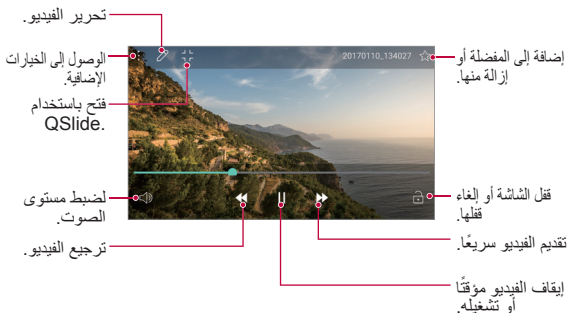 تحرير الفيديو.
الوصول إلى الخيارات
الإضافية.
فتح باستخدام
QSlide.
لضبط مستوى
الصوت.
ترجيع الفيديو.
20170110_134027
إضافة إلى المفضلة أو
إزالة منها.
قفل الشاشة أو إلغاء
قفلها.
تقديم الفيديو سريعًا.
إيقاف الفيديو مؤقتًا
أو تشغيله.